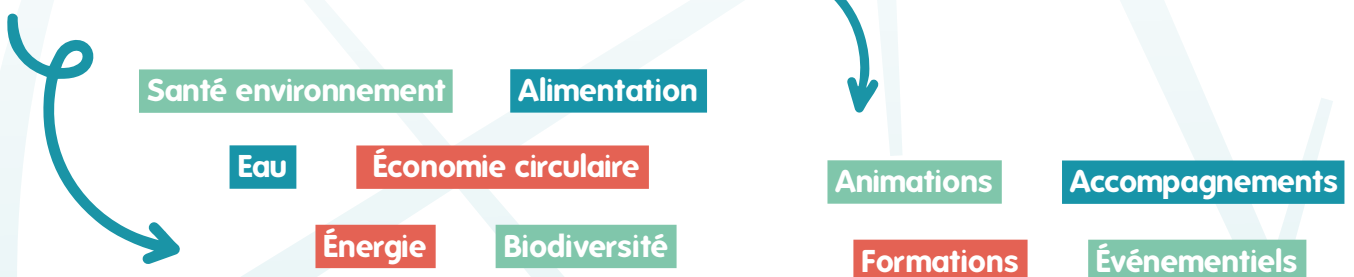 Santé environnement
Alimentation
Eau
Économie circulaire
Énergie
Biodiversité
Animations
Accompagnements
Formations
Événementiels